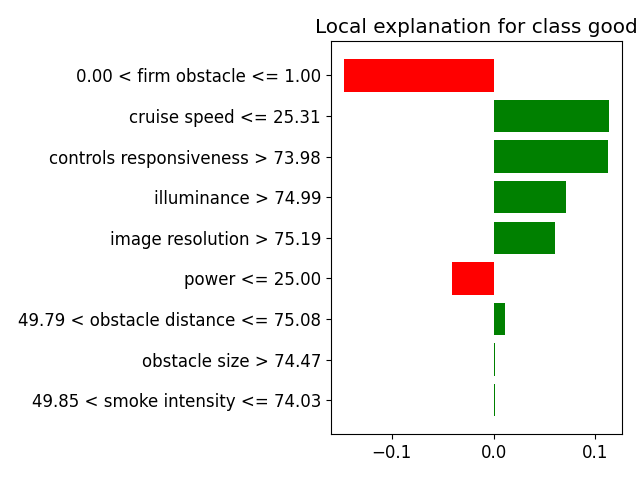 Local explanation for class good
0.00 < firm obstacle <= 1.00
cruise speed <= 25.31
controls responsiveness > 73.98
illuminance > 74.99
image resolution > 75.19
power <= 25.00
49.79 < obstacle distance <= 75.08
obstacle size > 74.47
49.85 < smoke intensity <= 74.03
−0.1 0.0 0.1